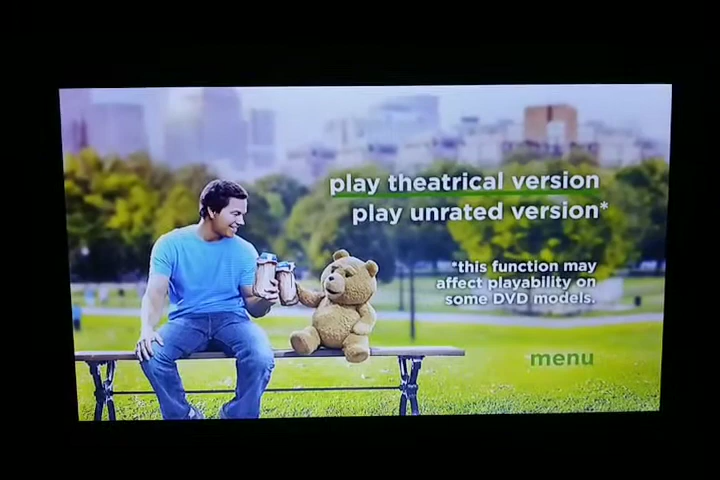 play theatrical version
play unrated version*
*this function may
affect playability on
some DVD models.
menu